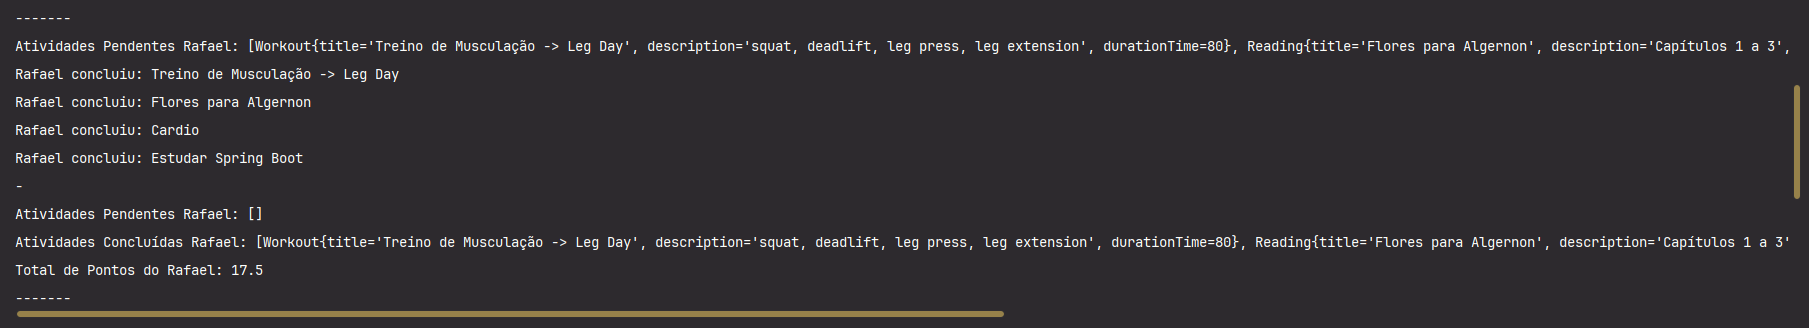 -------
Atividades Pendentes Rafael: [Workout{title='Treino de Musculação -> Leg Day', description='squat, deadlift, leg press, leg extension', durationTime=80}, Reading{title='Flores para Algernon', description='Capítulos 1 a 3',
Rafael concluiu: Treino de Musculação -> Leg Day
Rafael concluiu: Flores para Algernon
Rafael concluiu: Cardio
Rafael concluiu: Estudar Spring Boot
-
Atividades Pendentes Rafael: []
Atividades Concluídas Rafael: [Workout{title='Treino de Musculação -> Leg Day', description='squat, deadlift, leg press, leg extension', durationTime=80}, Reading{title='Flores para Algernon', description='Capítulos 1 a 3'
Total de Pontos do Rafael: 17.5
-------